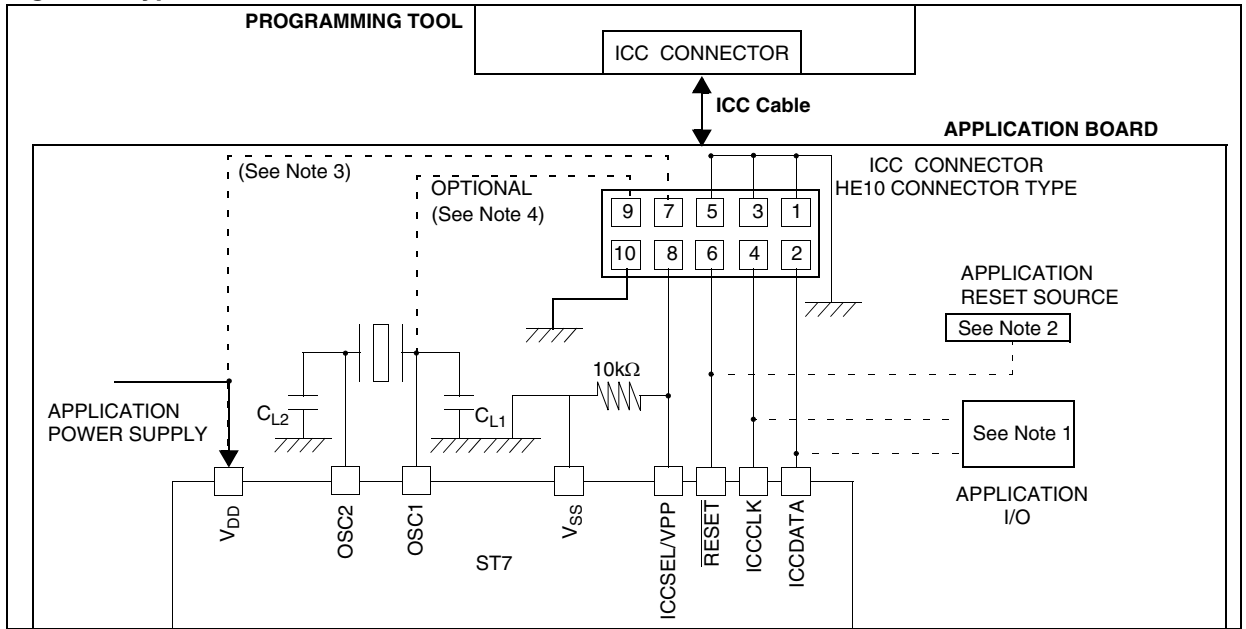 PROGRAMMING TOOL
ICC CONNECTOR
ICC Cable
APPLICATION BOARD
(See Note 3)
OPTIONAL
(See Note 4)
ICC CONNECTOR
HE10 CONNECTOR TYPE
9 7 5 3 1
10 8 6 4 2
APPLICATION
RESET SOURCE
See Note 2
10kΩ
APPLICATION
POWER SUPPLY
CL2
CL1
See Note 1
APPLICATION
I/O
VDD
OSC2
OSC1
VSS
ICCSEL/VPP
RESET
ICCCLK
ICCDATA
ST7